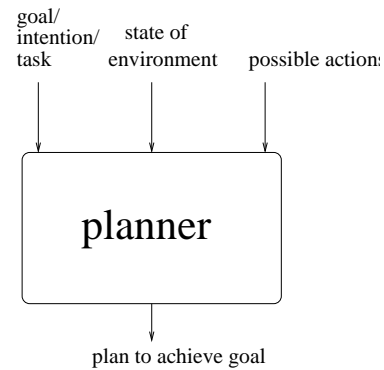 goal/
intention/
task
state of
environment
possible actions
planner
plan to achieve goal